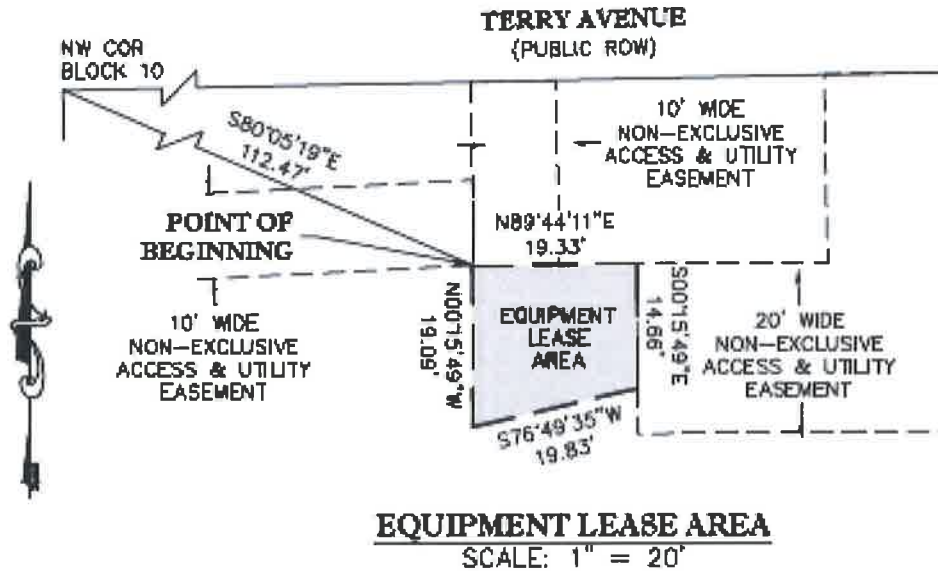 TERRY AVENUE
(PUBLIC ROW)
NW COR
BLOCK 10
S80°05'19"E
112.47'
10' WIDE
NON-EXCLUSIVE
ACCESS & UTILITY
EASEMENT
POINT OF
BEGINNING
N89°44'11"E
19.33'
10' WIDE
NON-EXCLUSIVE
ACCESS & UTILITY
EASEMENT
N00°15'49"W
19.09'
EQUIPMENT
LEASE
AREA
S00°15'49"E
14.66'
20' WIDE
NON-EXCLUSIVE
ACCESS & UTILITY
EASEMENT
S76°49'35"W
19.83'
EQUIPMENT LEASE AREA
SCALE: 1" = 20'